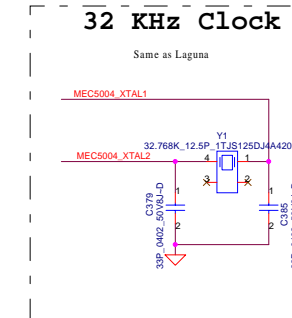 32 KHz Clock
Same as Laguna
MEC5004_XTAL1
Y1
32.768K_12.5P_1TJS125DJ4A420
MEC5004_XTAL2
4
1
3
2
1
1
C379
33P_0402_50V8J~D
C385
2
2